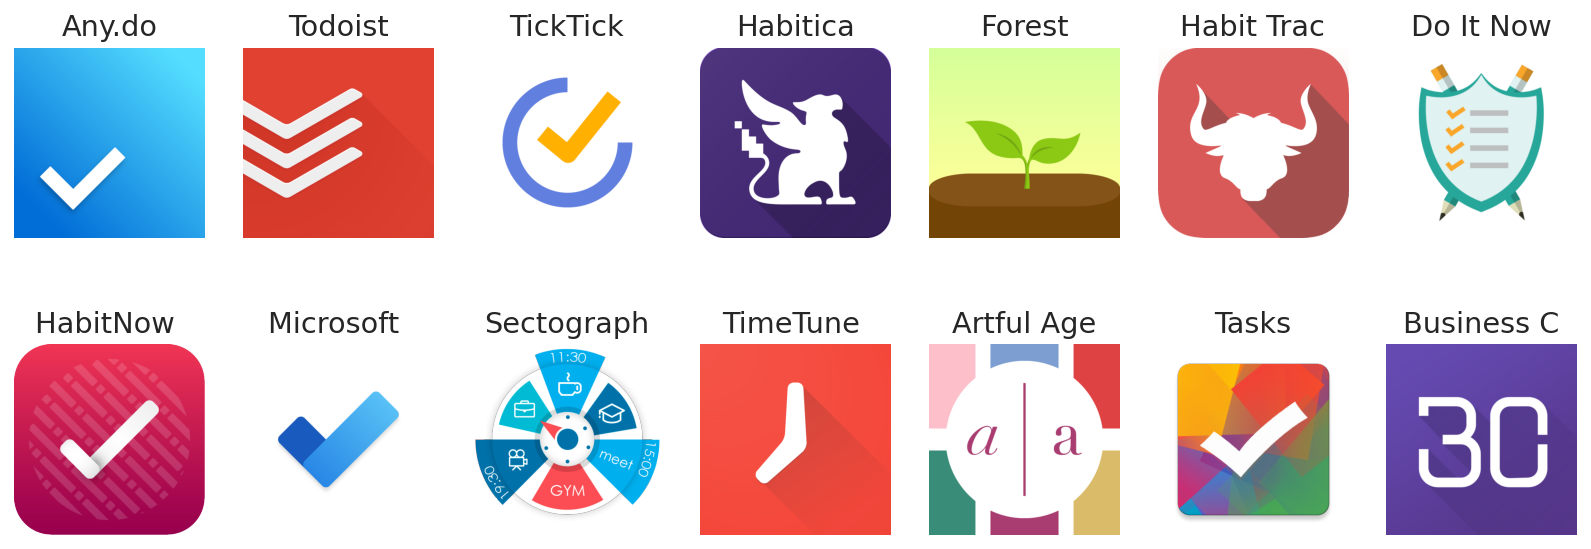 Any.do
Todoist
TickTick
Habitica
Forest
Habit Trac
Do It Now
HabitNow
Microsoft
Sectograph
11:30
15:00
meet
GYM
19:30
TimeTune
Artful Age
a a
Tasks
Business C
30